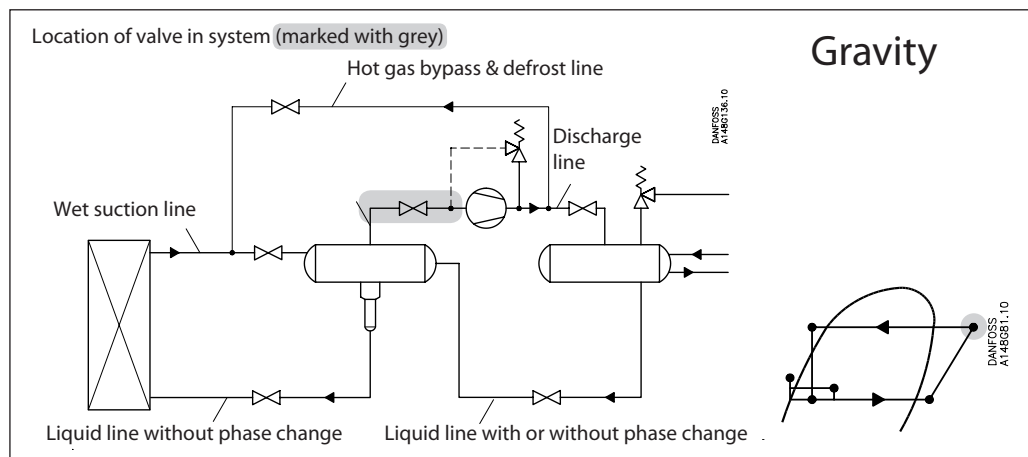 Location of valve in system (marked with grey)
Gravity
Hot gas bypass & defrost line
DANFOSS
A148G136.10
Discharge
line
Wet suction line
DANFOSS
A148G81.10
Liquid line without phase change
Liquid line with or without phase change